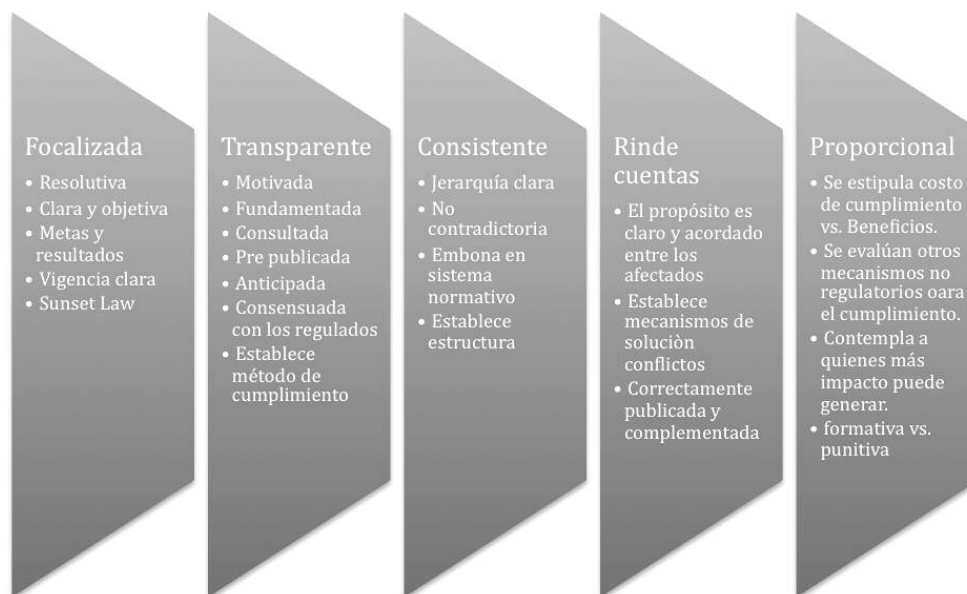 Focalizada
• Resolutiva
• Clara y objetiva
• Metas y
resultados
• Vigencia clara
• Sunset Law
Transparente
• Motivada
• Fundamentada
• Consultada
• Pre publicada
• Anticipada
• Consensuada
con los regulados
• Establece
método de
cumplimiento
Consistente
• Jerarquía clara
• No
contradictoria
• Embona en
sistema
normativo
• Establece
estructura
Rinde
cuentas
• El propósito es
claro y acordado
entre los
afectados
• Establece
mecanismos de
soluciòn
conflictos
• Correctamente
publicada y
complementada
Proporcional
• Se estipula costo
de cumplimiento
vs. Beneficios.
• Se evalúan otros
mecanismos no
regulatorios oara
el cumplimiento.
• Contempla a
quienes más
impacto puede
generar.
• formativa vs.
punitiva